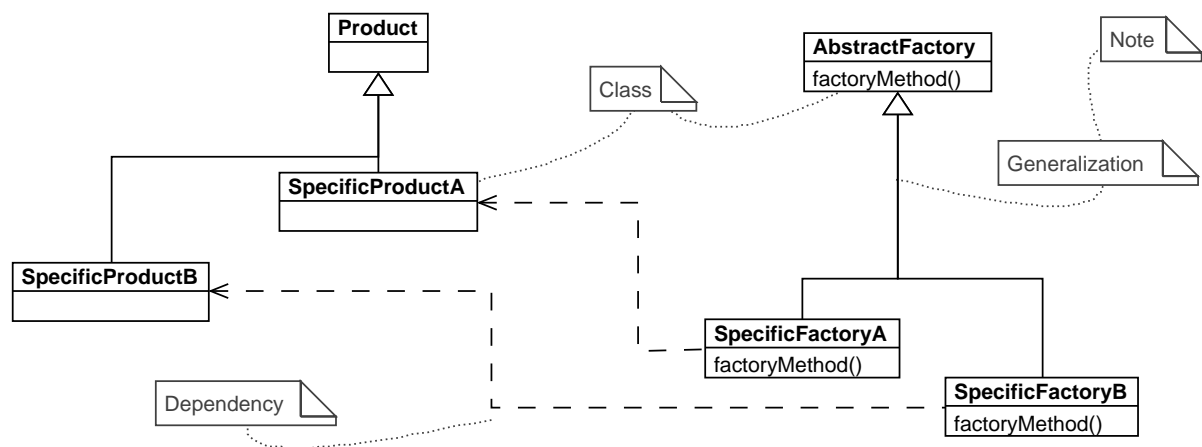 Product
AbstractFactory
factoryMethod()
Note
Class
Generalization
SpecificProductA
SpecificProductB
SpecificFactoryA
factoryMethod()
SpecificFactoryB
factoryMethod()
Dependency